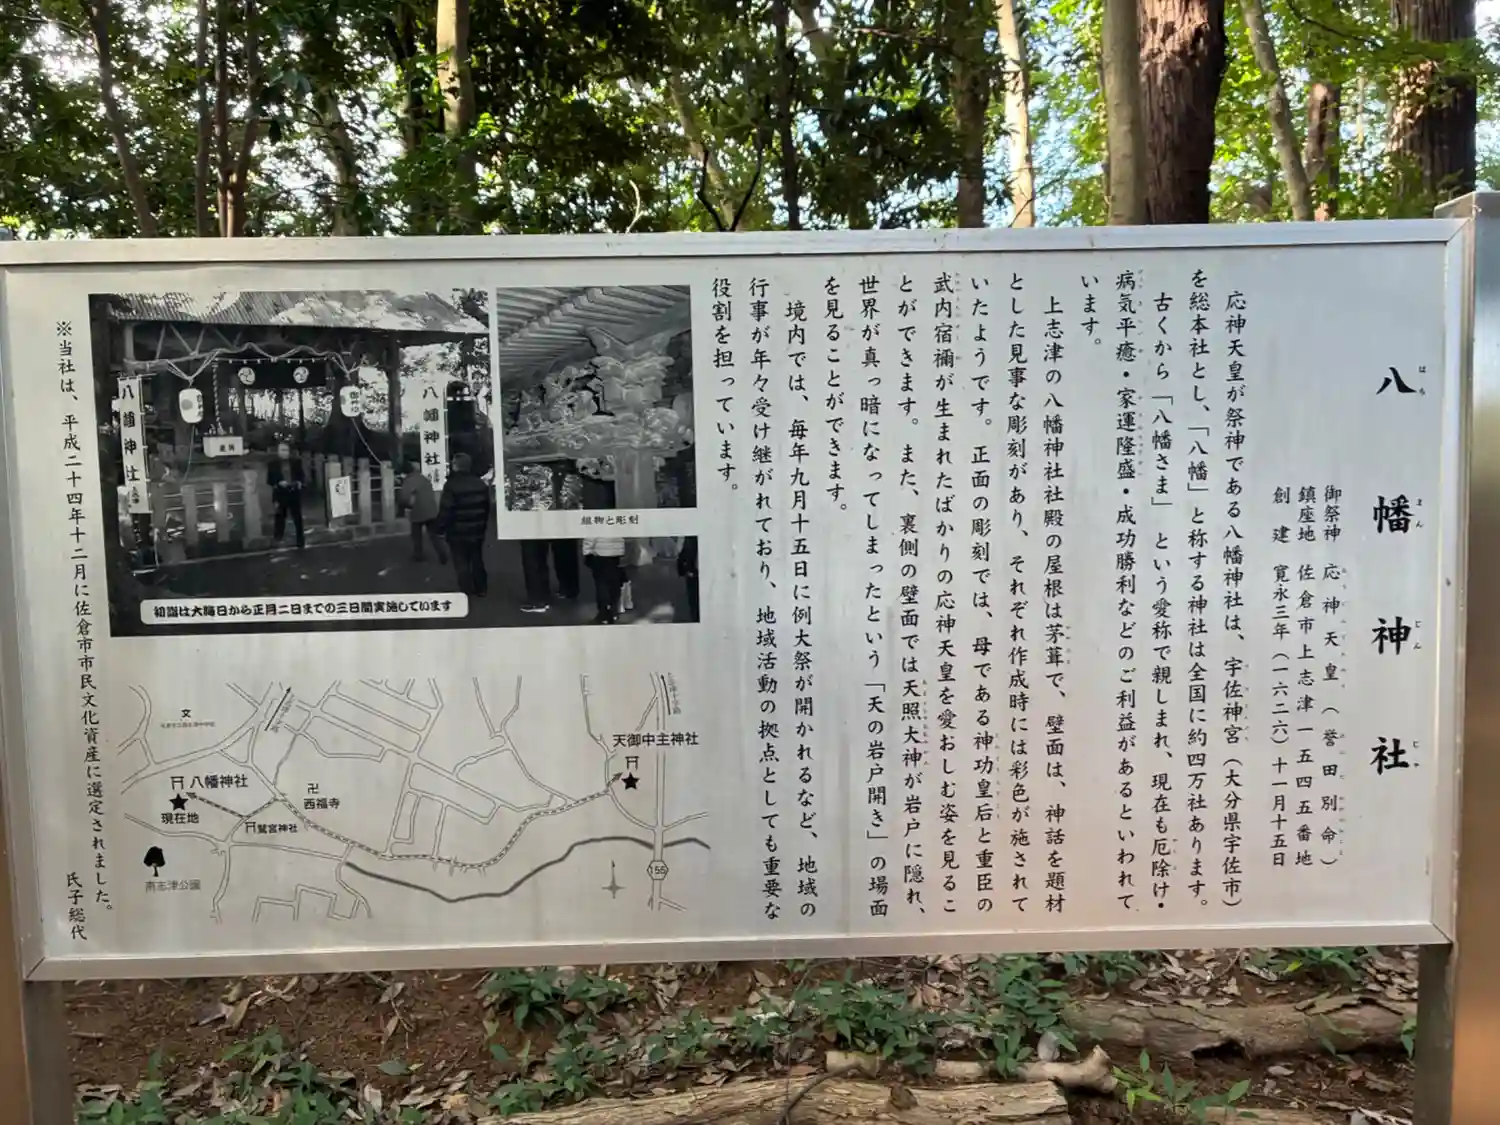 八幡神社
はちまんじんじゃ
御祭神 応神天皇（誉田別命）
鎮座地 佐倉市上志津一五四五番地
創建 寛永三年（一六二六）十一月十五日
応神天皇が祭神である八幡神社は、宇佐神宮（大分県宇佐市）
を総本社とし、「八幡」と称する神社は全国に約四万社あります。
古くから「八幡さま」という愛称で親しまれ、現在も厄除け・
病気平癒・家運隆盛・成功勝利などのご利益があるといわれて
います。
上志津の八幡神社社殿の屋根は茅葺で、壁面は、神話を題材
とした見事な彫刻があり、それぞれ作成時には彩色が施されて
いたようです。正面の彫刻では、母である神功皇后と重臣の
武内宿禰が生まれたばかりの応神天皇を愛おしむ姿を見るこ
とができます。また、裏側の壁面では天照大神が岩戸に隠れ、
世界が真っ暗になってしまったという「天の岩戸開き」の場面
を見ることができます。
境内では、毎年九月十五日に例大祭が開かれるなど、地域の
行事が年々受け継がれており、地域活動の拠点としても重要な
役割を担っています。
組物と彫刻
八幡神社
八幡神社
初詣は大晦日から正月二日までの三日間実施しています
天御中主神社
八幡神社
現在地
卍
西福寺
鷲宮神社
文
南志津公園
155
※当社は、平成二十四年十二月に佐倉市市民文化資産に選定されました。
氏子総代